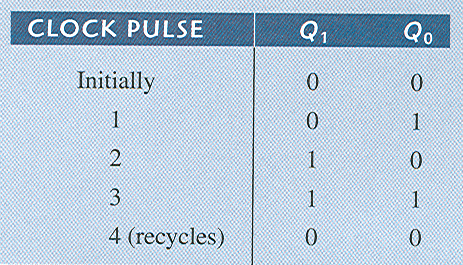 CLOCK PULSE Q₁ Q₀
Initially 0 0
1 0 1
2 1 0
3 1 1
4 (recycles) 0 0